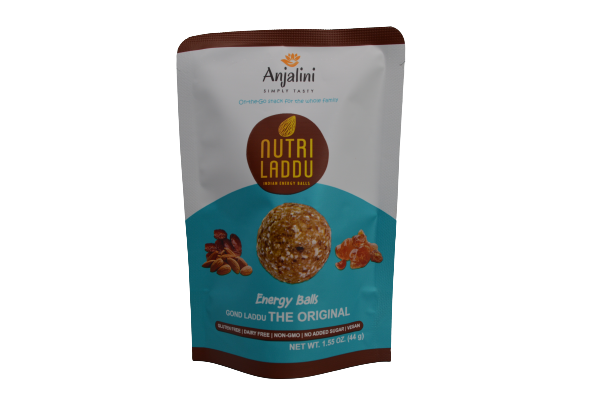 Anjalini
SIMPLY TASTY
On-the-Go snack for the whole family
NUTRI
LADDU
INDIAN ENERGY BALLS
Energy Balls
GOND LADDU THE ORIGINAL
GLUTEN FREE | DAIRY FREE | NON-GMO | NO ADDED SUGAR | VEGAN
NET WT. 1.55 OZ. (44 g)